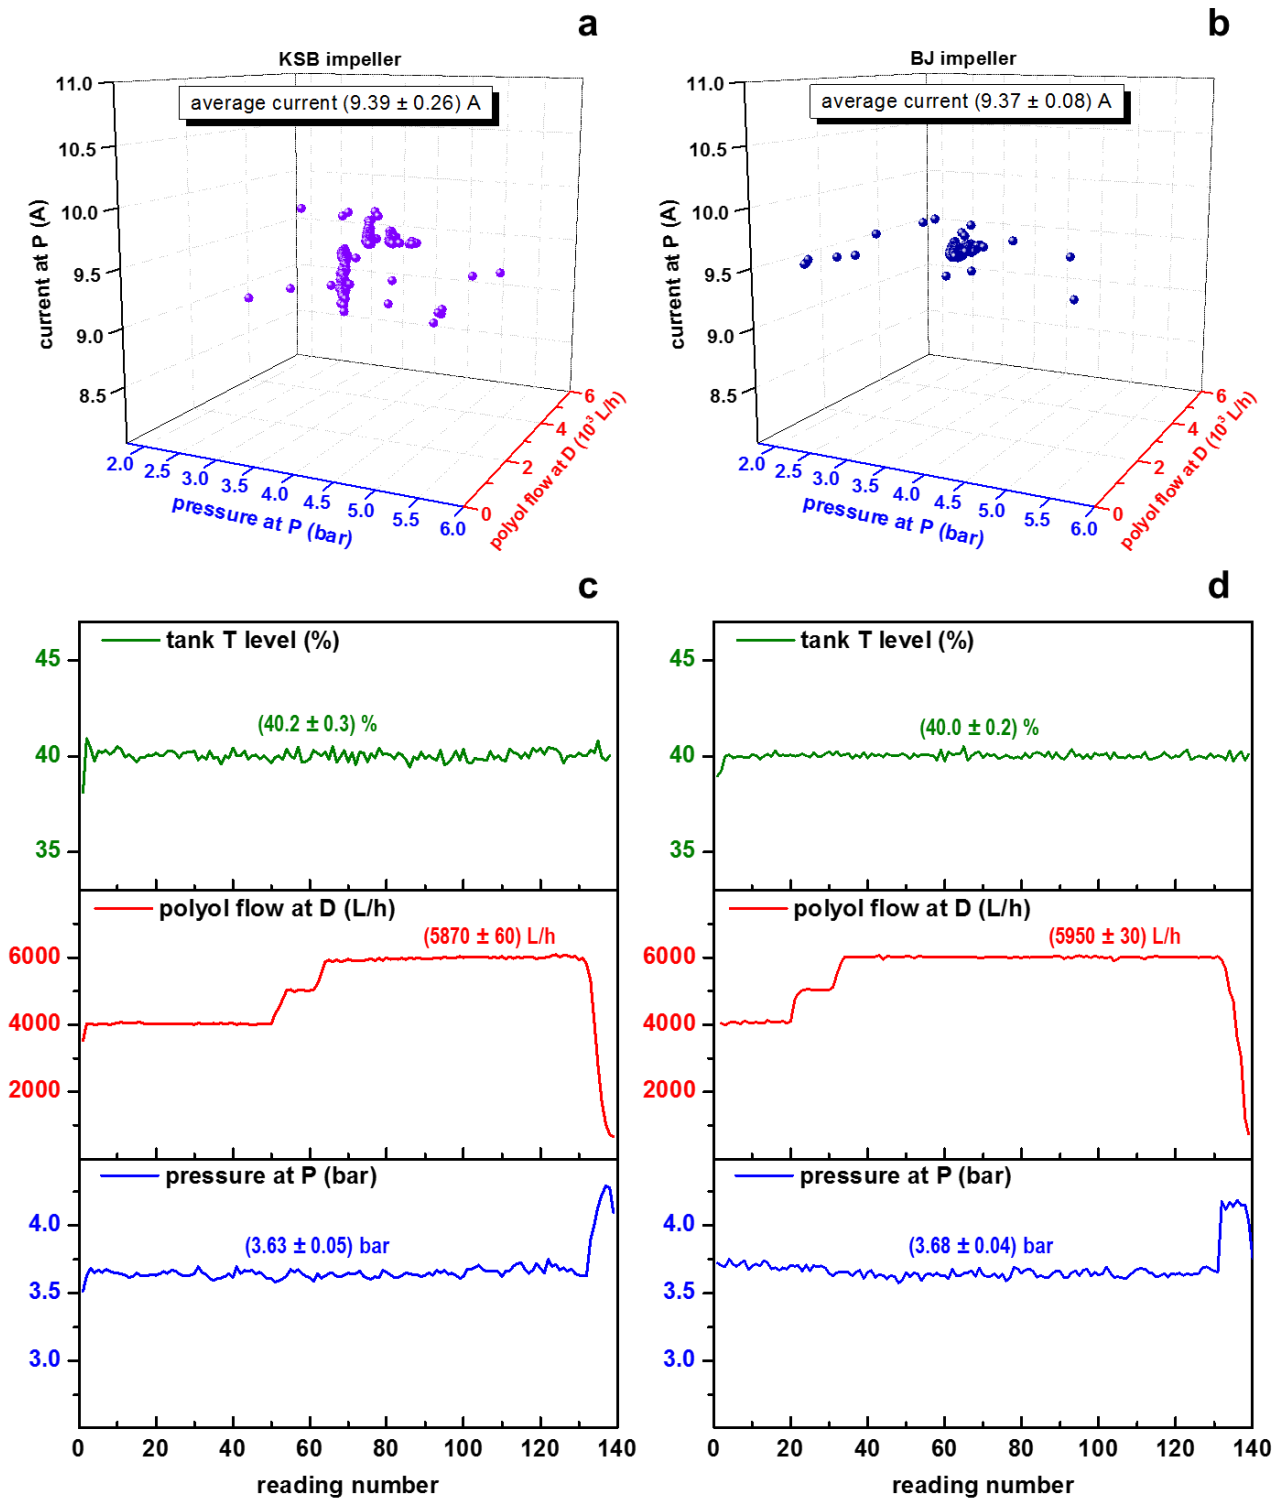 a
KSB impeller
average current (9.39 ± 0.26) A
11.0
10.5
10.0
9.5
9.0
8.5
current at P (A)
2.0 2.5 3.0 3.5 4.0 4.5 5.0 5.5 6.0
pressure at P (bar)
0 2 4 6
polyol flow at D (10³ L/h)
b
BJ impeller
average current (9.37 ± 0.08) A
11.0
10.5
10.0
9.5
9.0
8.5
current at P (A)
2.0 2.5 3.0 3.5 4.0 4.5 5.0 5.5 6.0
pressure at P (bar)
0 2 4 6
polyol flow at D (10³ L/h)
c
tank T level (%)
45
(40.2 ± 0.3) %
40
35
polyol flow at D (L/h)
(5870 ± 60) L/h
6000
4000
2000
pressure at P (bar)
4.0
(3.63 ± 0.05) bar
3.5
3.0
0 20 40 60 80 100 120 140
reading number
d
tank T level (%)
45
(40.0 ± 0.2) %
40
35
polyol flow at D (L/h)
(5950 ± 30) L/h
6000
4000
2000
pressure at P (bar)
4.0
(3.68 ± 0.04) bar
3.5
3.0
0 20 40 60 80 100 120 140
reading number